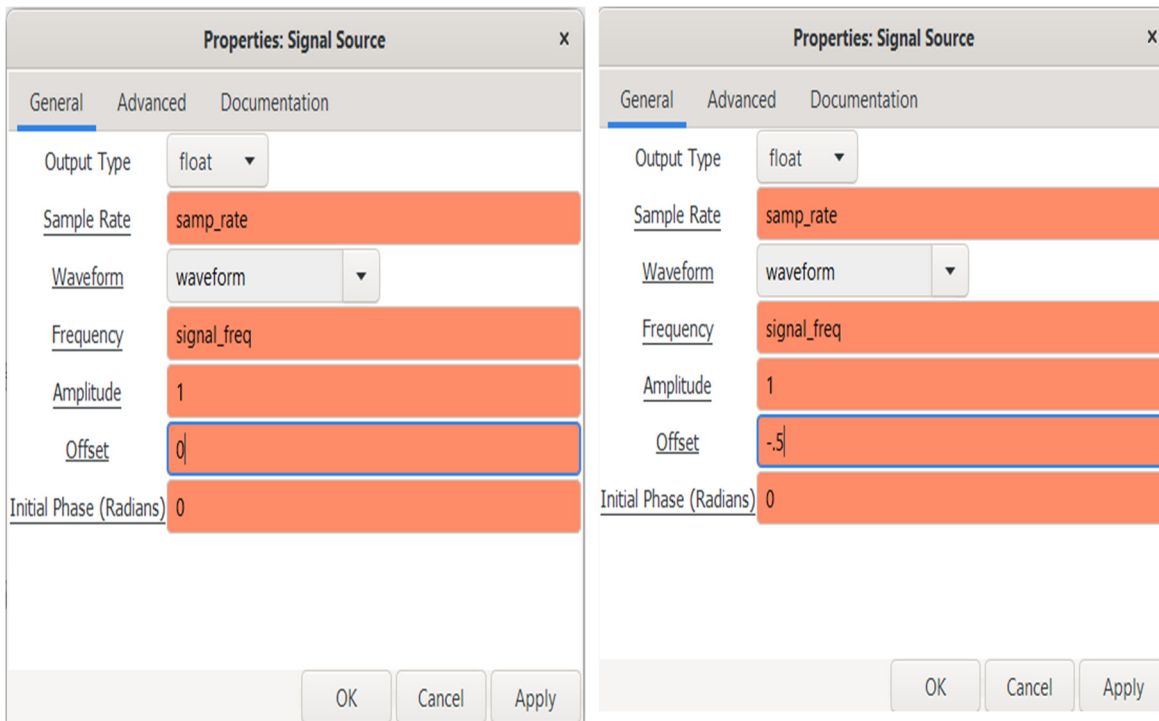 Properties: Signal Source x
General Advanced Documentation
Output Type float
Sample Rate samp_rate
Waveform waveform
Frequency signal_freq
Amplitude 1
Offset 0
Initial Phase (Radians) 0
OK Cancel Apply
Properties: Signal Source x
General Advanced Documentation
Output Type float
Sample Rate samp_rate
Waveform waveform
Frequency signal_freq
Amplitude 1
Offset -.5
Initial Phase (Radians) 0
OK Cancel Apply